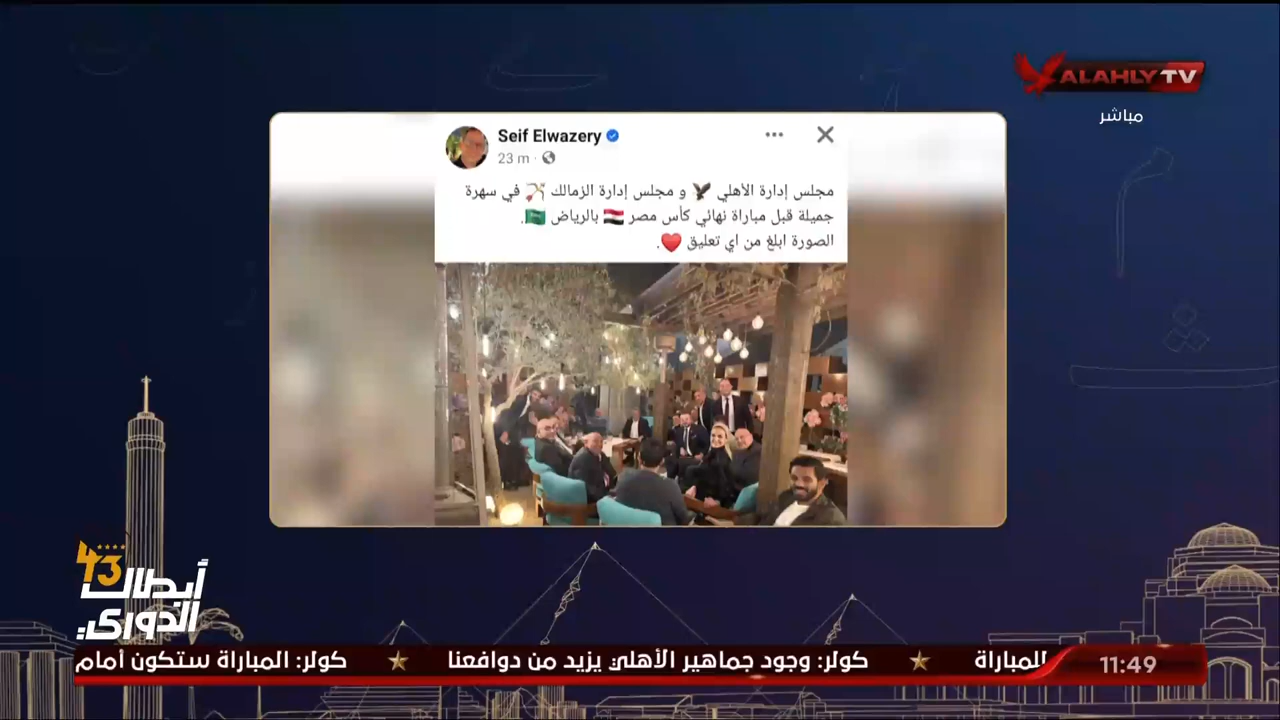 ALAHLY TV
مباشر
Seif Elwazery
23 m
مجلس إدارة الأهلي 🦅 و مجلس إدارة الزمالك 🏹 في سهرة
جميلة قبل مباراة نهائي كأس مصر 🇪🇬 بالرياض 🇸🇦.
الصورة ابلغ من اي تعليق ❤️.
43
أبطال
الدوري
للمباراة ★ كولر: وجود جماهير الأهلي يزيد من دوافعنا ★ كولر: المباراة ستكون أمام
11:49